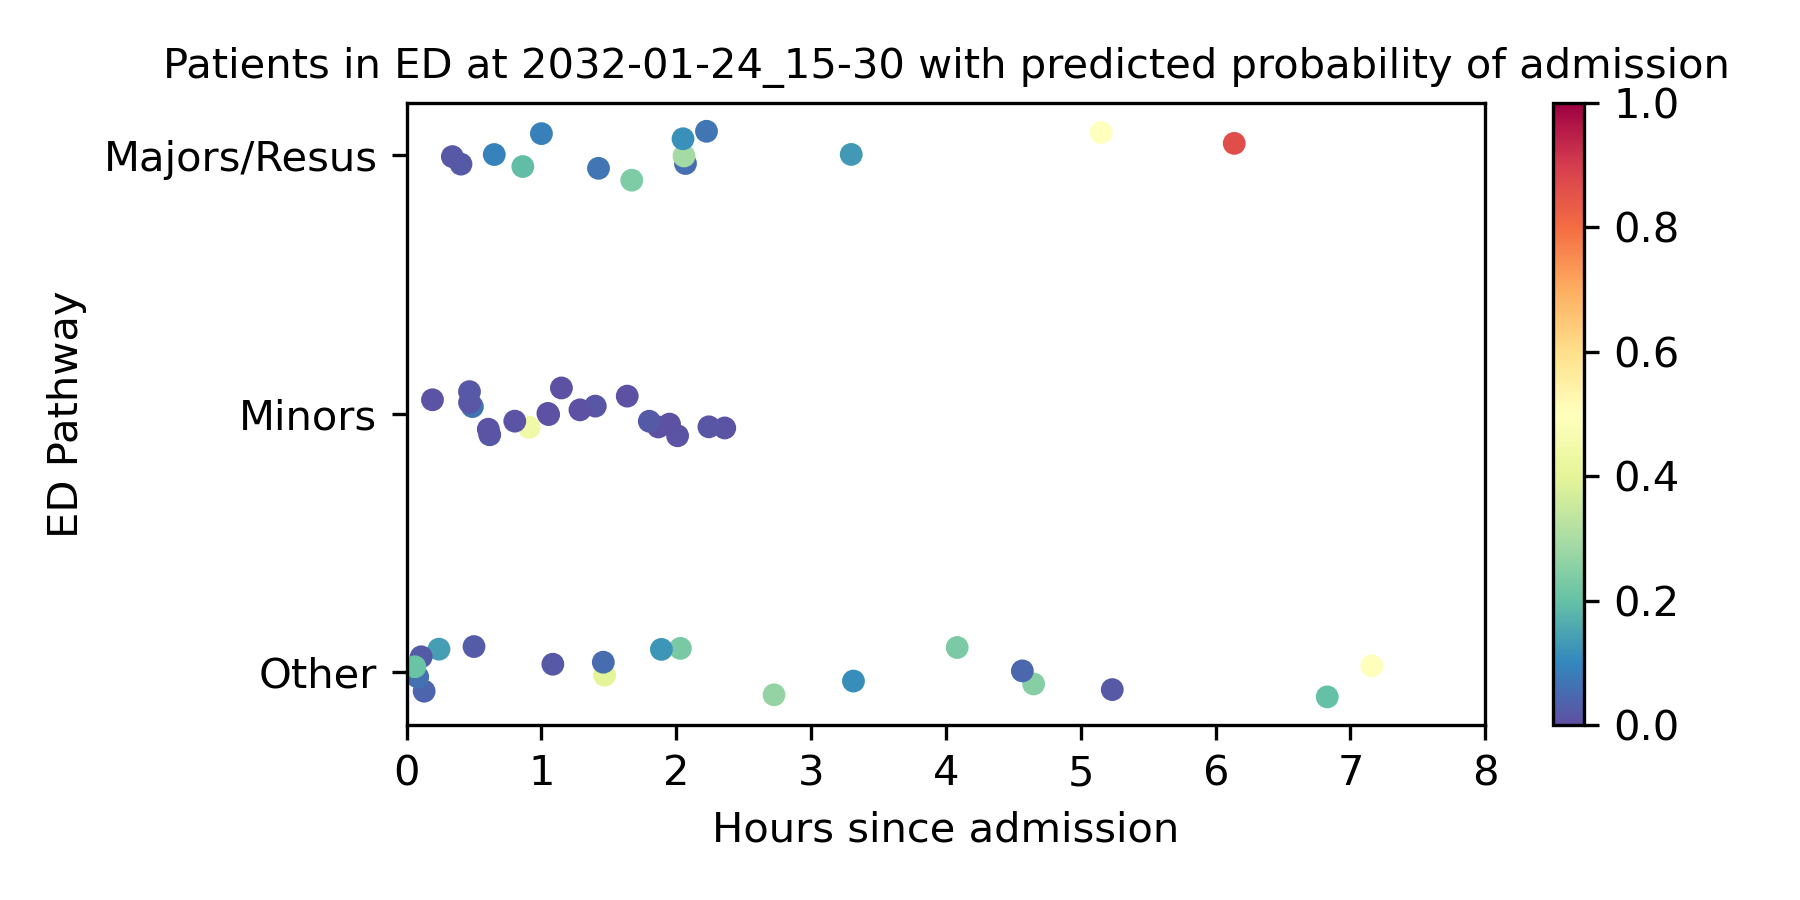 Patients in ED at 2032-01-24_15-30 with predicted probability of admission
Majors/Resus
Minors
Other
ED Pathway
0 1 2 3 4 5 6 7 8
Hours since admission
1.0
0.8
0.6
0.4
0.2
0.0